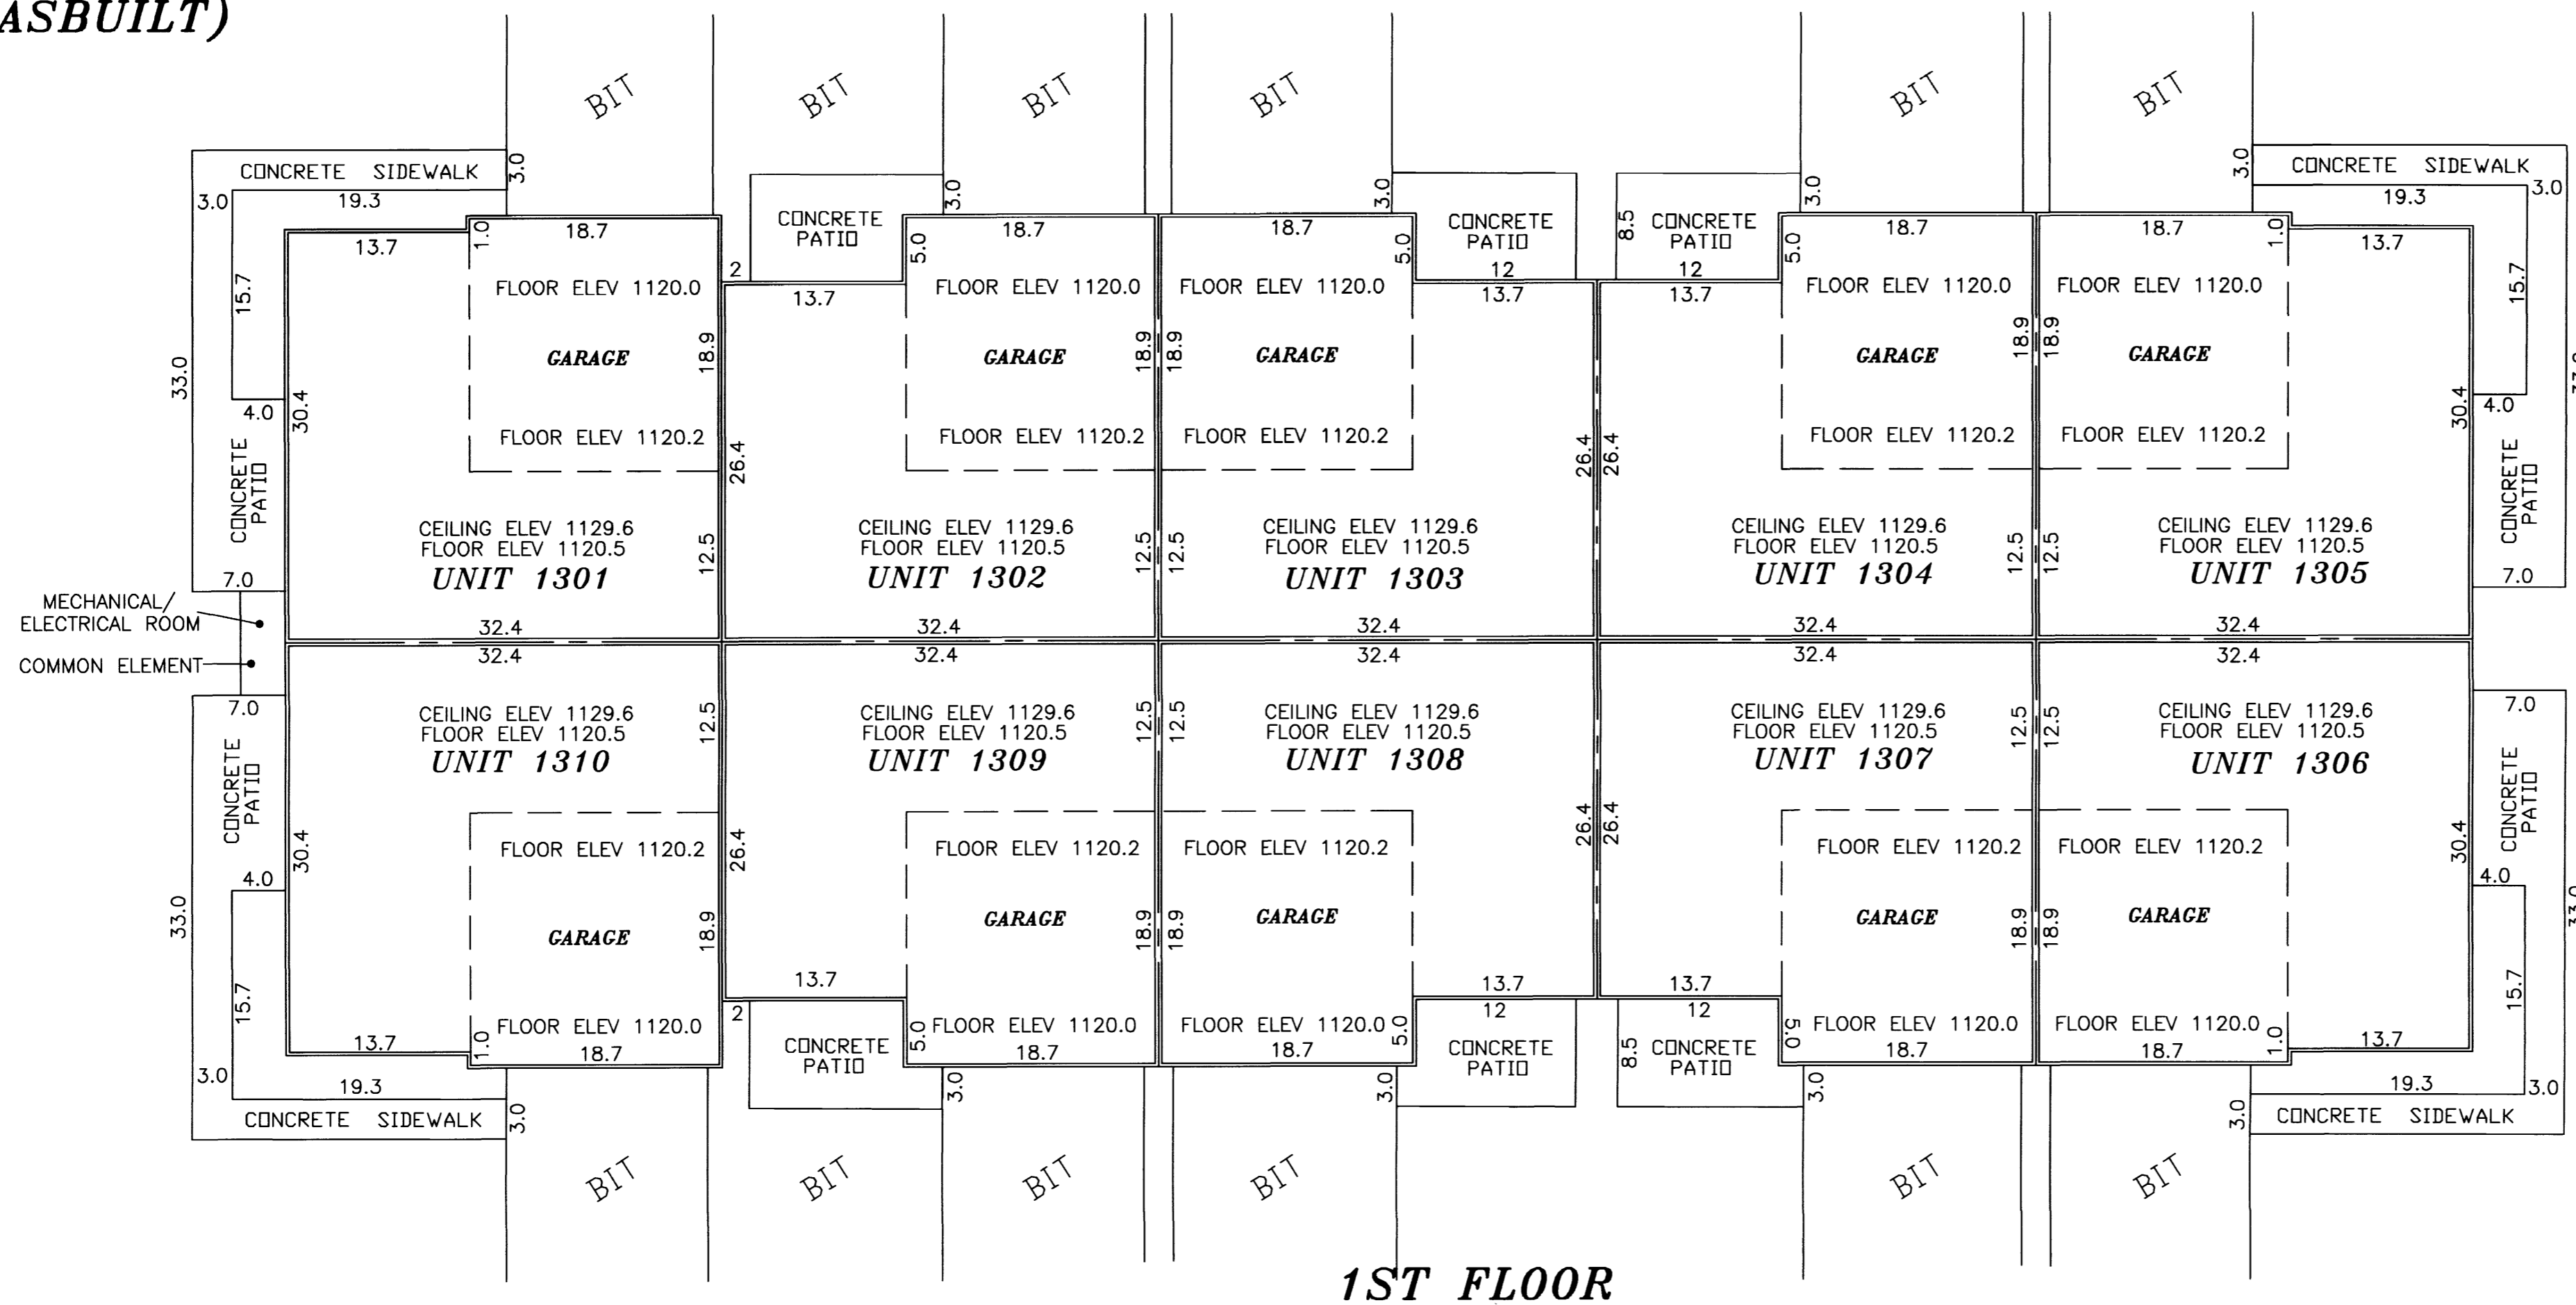 ASBUILT)
BIT BIT BIT BIT BIT BIT
CONCRETE SIDEWALK 3.0
3.0 19.3
3.0 CONCRETE SIDEWALK
19.3 3.0
CONCRETE PATIO 3.0
3.0 CONCRETE PATIO
8.5 CONCRETE PATIO 3.0
13.7 1.0 18.7
5.0 18.7
18.7 5.0
5.0 18.7
18.7 1.0 13.7
2 13.7
12 13.7
12 13.7
15.7 FLOOR ELEV 1120.0 FLOOR ELEV 1120.0 FLOOR ELEV 1120.0 FLOOR ELEV 1120.0 FLOOR ELEV 1120.0 15.7
GARAGE 18.9 GARAGE 18.9 18.9 GARAGE GARAGE 18.9 18.9 GARAGE
33.0 4.0 30.4 30.4 4.0
FLOOR ELEV 1120.2 FLOOR ELEV 1120.2 FLOOR ELEV 1120.2 FLOOR ELEV 1120.2 FLOOR ELEV 1120.2
26.4 26.4 26.4
CONCRETE PATIO
CONCRETE PATIO
CEILING ELEV 1129.6 CEILING ELEV 1129.6 CEILING ELEV 1129.6 CEILING ELEV 1129.6 CEILING ELEV 1129.6
FLOOR ELEV 1120.5 FLOOR ELEV 1120.5 FLOOR ELEV 1120.5 FLOOR ELEV 1120.5 FLOOR ELEV 1120.5
12.5 12.5 12.5 12.5 12.5
UNIT 1301 UNIT 1302 UNIT 1303 UNIT 1304 UNIT 1305
7.0 7.0
MECHANICAL/
ELECTRICAL ROOM
32.4 32.4 32.4 32.4 32.4
COMMON ELEMENT
32.4 32.4 32.4 32.4 32.4
7.0 7.0
CEILING ELEV 1129.6 CEILING ELEV 1129.6 CEILING ELEV 1129.6 CEILING ELEV 1129.6 CEILING ELEV 1129.6
FLOOR ELEV 1120.5 FLOOR ELEV 1120.5 FLOOR ELEV 1120.5 FLOOR ELEV 1120.5 FLOOR ELEV 1120.5
12.5 12.5 12.5 12.5 12.5
UNIT 1310 UNIT 1309 UNIT 1308 UNIT 1307 UNIT 1306
CONCRETE PATIO
CONCRETE PATIO
30.4 26.4 26.4 26.4 30.4
FLOOR ELEV 1120.2 FLOOR ELEV 1120.2 FLOOR ELEV 1120.2 FLOOR ELEV 1120.2 FLOOR ELEV 1120.2
33.0 4.0 4.0
GARAGE 18.9 GARAGE 18.9 18.9 GARAGE GARAGE 18.9 18.9 GARAGE
15.7 13.7 13.7 13.7 15.7
2 12 12
FLOOR ELEV 1120.0 FLOOR ELEV 1120.0 FLOOR ELEV 1120.0 FLOOR ELEV 1120.0 FLOOR ELEV 1120.0
13.7 1.0 18.7
CONCRETE PATIO 5.0 18.7
18.7 5.0 CONCRETE PATIO
8.5 CONCRETE PATIO 5.0 18.7
18.7 1.0 13.7
3.0 19.3 3.0 3.0 3.0 19.3 3.0
CONCRETE SIDEWALK 3.0
3.0 CONCRETE SIDEWALK
BIT BIT BIT BIT BIT BIT
1ST FLOOR